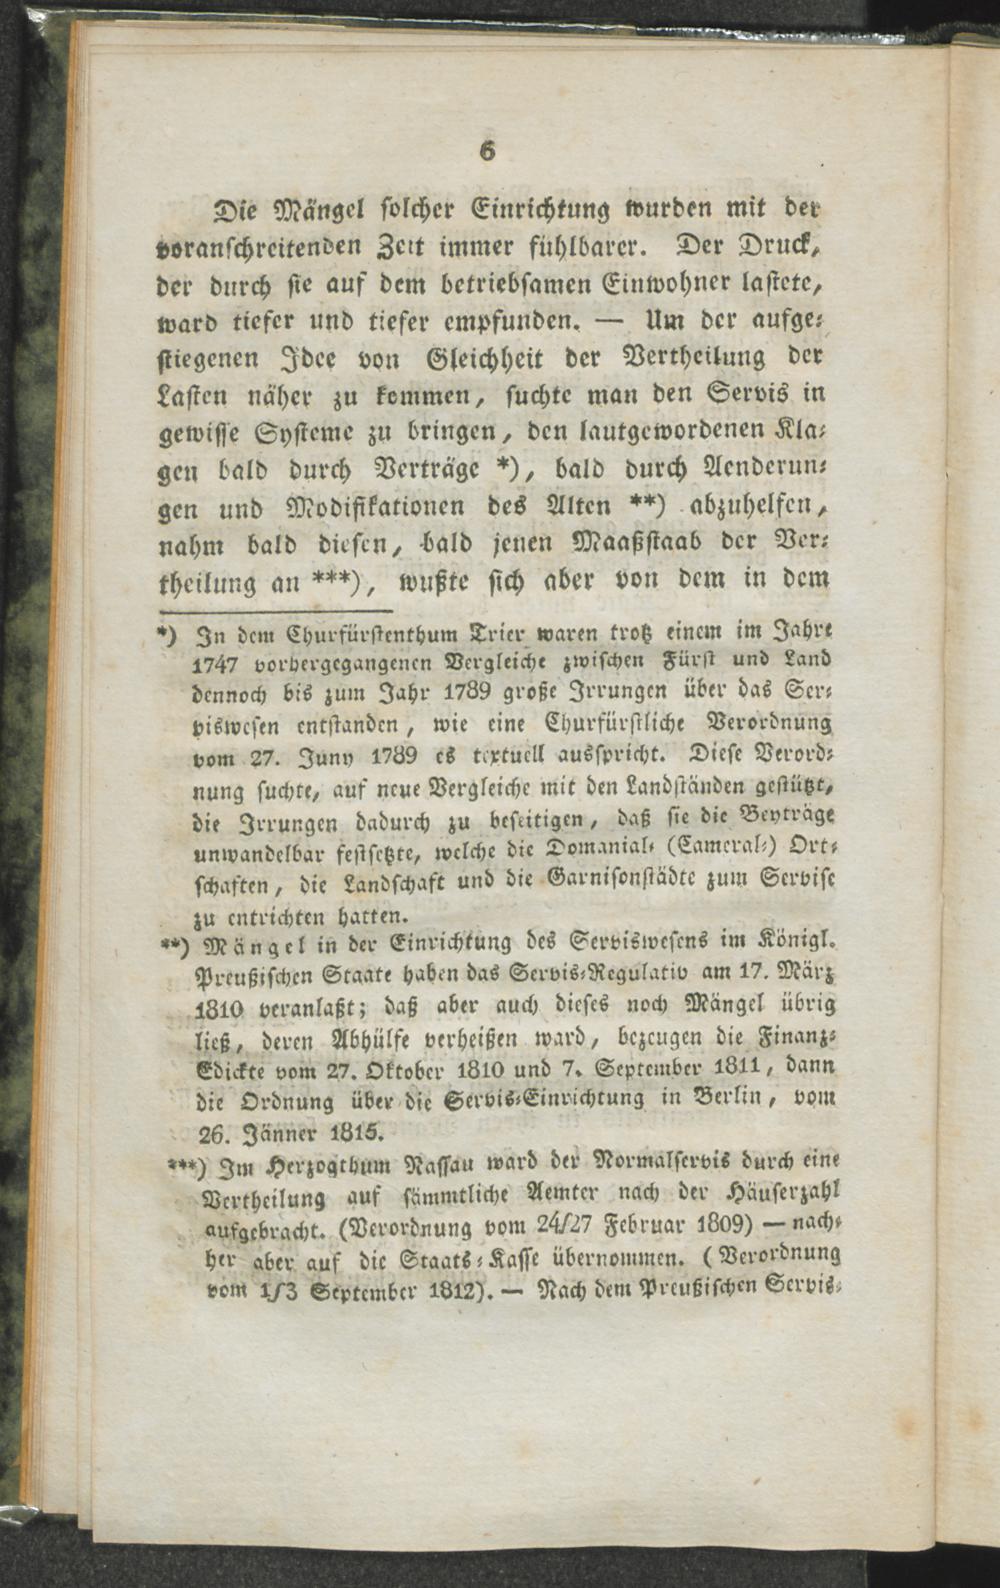 6
Die Mängel solcher Einrichtung wurden mit der
voranschreitenden Zeit immer fühlbarer. Der Druck,
der durch sie auf dem betriebsamen Einwohner lastete,
ward tiefer und tiefer empfunden. — Um der aufge-
stiegenen Idee von Gleichheit der Vertheilung der
Lasten näher zu kommen, suchte man den Servis in
gewisse Systeme zu bringen, den lautgewordenen Kla-
gen bald durch Verträge *), bald durch Aenderun-
gen und Modifikationen des Alten **) abzuhelfen,
nahm bald diesen, bald jenen Maaßstaab der Ver-
theilung an ***), wußte sich aber von dem in dem
*) In dem Churfürstenthum Trier waren trotz einem im Jahre
1747 vorhergegangenen Vergleiche zwischen Fürst und Land
dennoch bis zum Jahr 1789 große Irrungen über das Ser-
viswesen entstanden, wie eine Churfürstliche Verordnung
vom 27. Juny 1789 es textuell ausspricht. Diese Verord-
nung suchte, auf neue Vergleiche mit den Landständen gestützt,
die Irrungen dadurch zu beseitigen, daß sie die Beyträge
unwandelbar festsetzte, welche die Domanial- (Cameral-) Ort-
schaften, die Landschaft und die Garnisonstädte zum Servise
zu entrichten hatten.
**) Mängel in der Einrichtung des Serviswesens im Königl.
Preußischen Staate haben das Servis-Regulativ am 17. März
1810 veranlaßt; daß aber auch dieses noch Mängel übrig
ließ, deren Abhülfe verheißen ward, bezeugen die Finanz-
Edickte vom 27. Oktober 1810 und 7. September 1811, dann
die Ordnung über die Servis-Einrichtung in Berlin, vom
26. Jänner 1815.
***) Im Herzogthum Nassau ward der Normalservis durch eine
Vertheilung auf sämmtliche Aemter nach der Häuserzahl
aufgebracht. (Verordnung vom 24/27 Februar 1809) — nach-
her aber auf die Staats-Kasse übernommen. (Verordnung
vom 1/3 September 1812). — Nach dem Preußischen Servis-